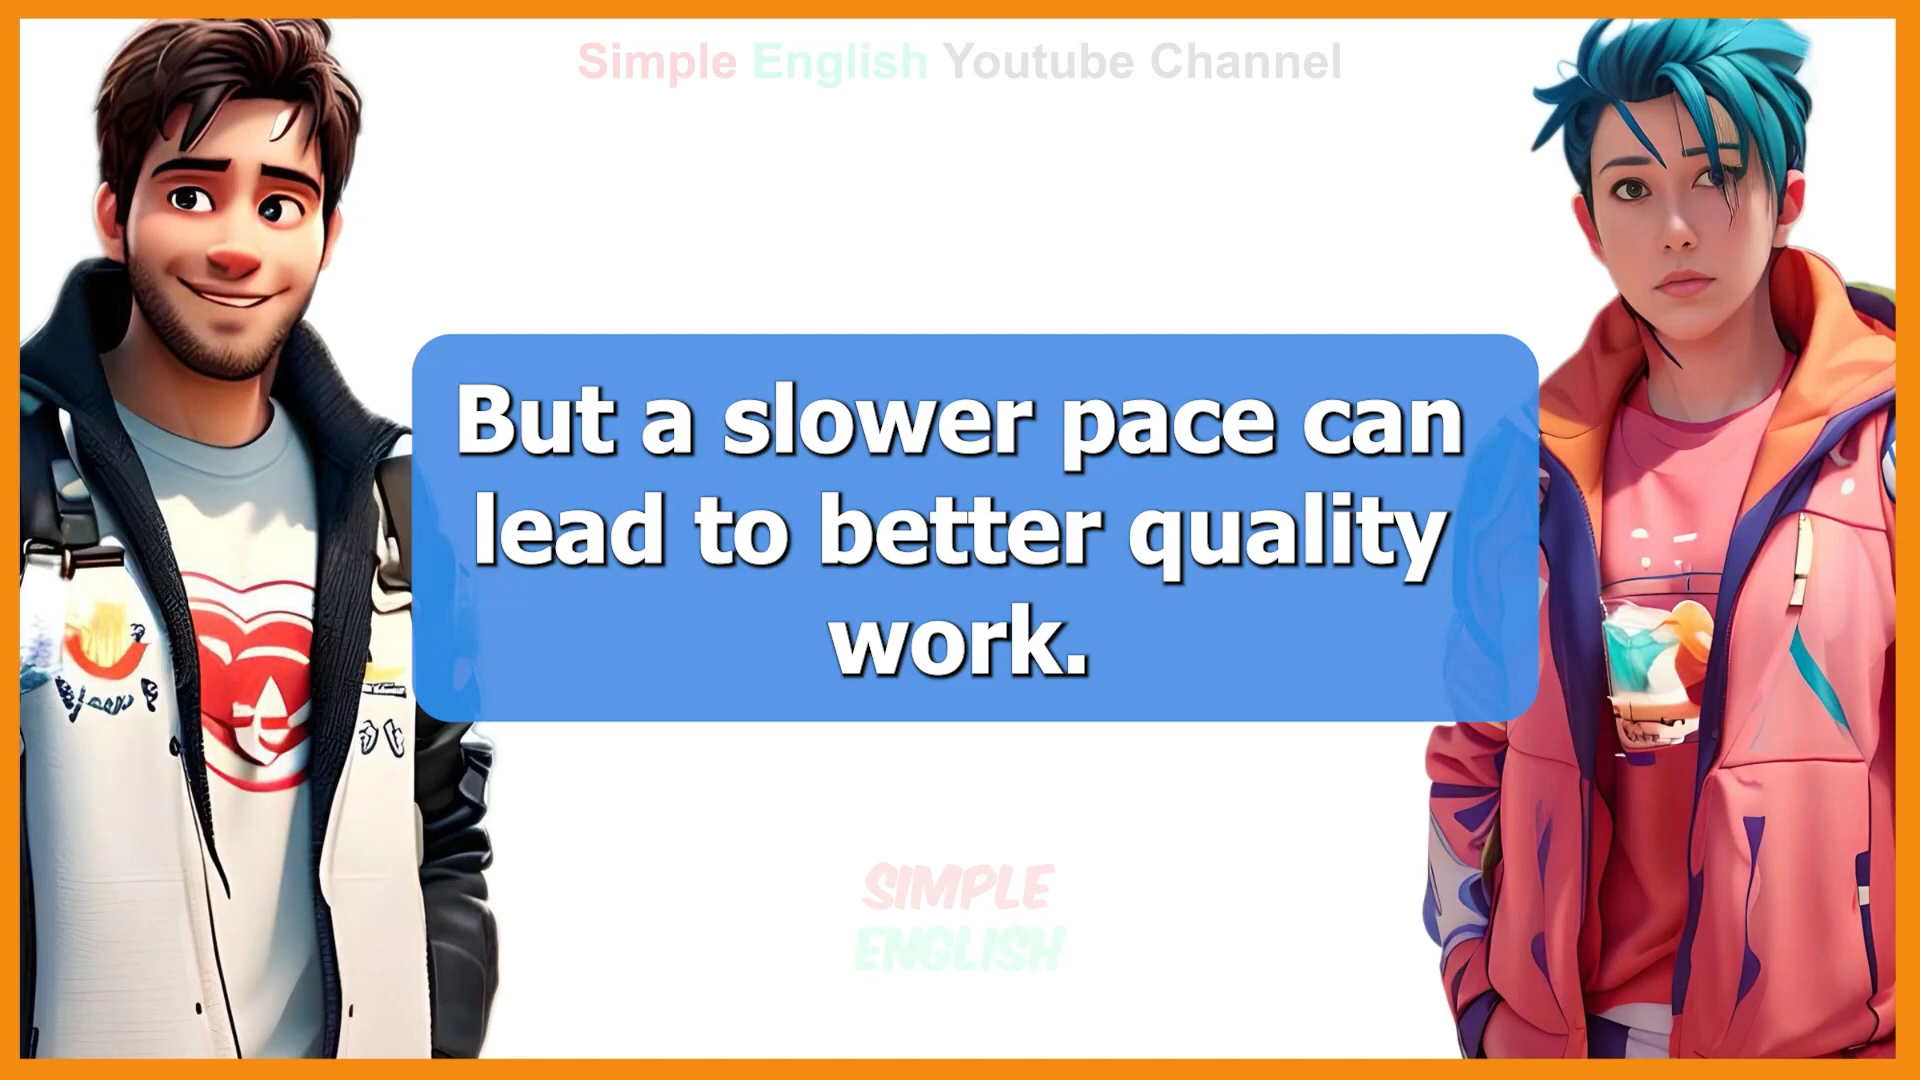 Simple English Youtube Channel
But a slower pace can
lead to better quality
work.
SIMPLE
ENGLISH